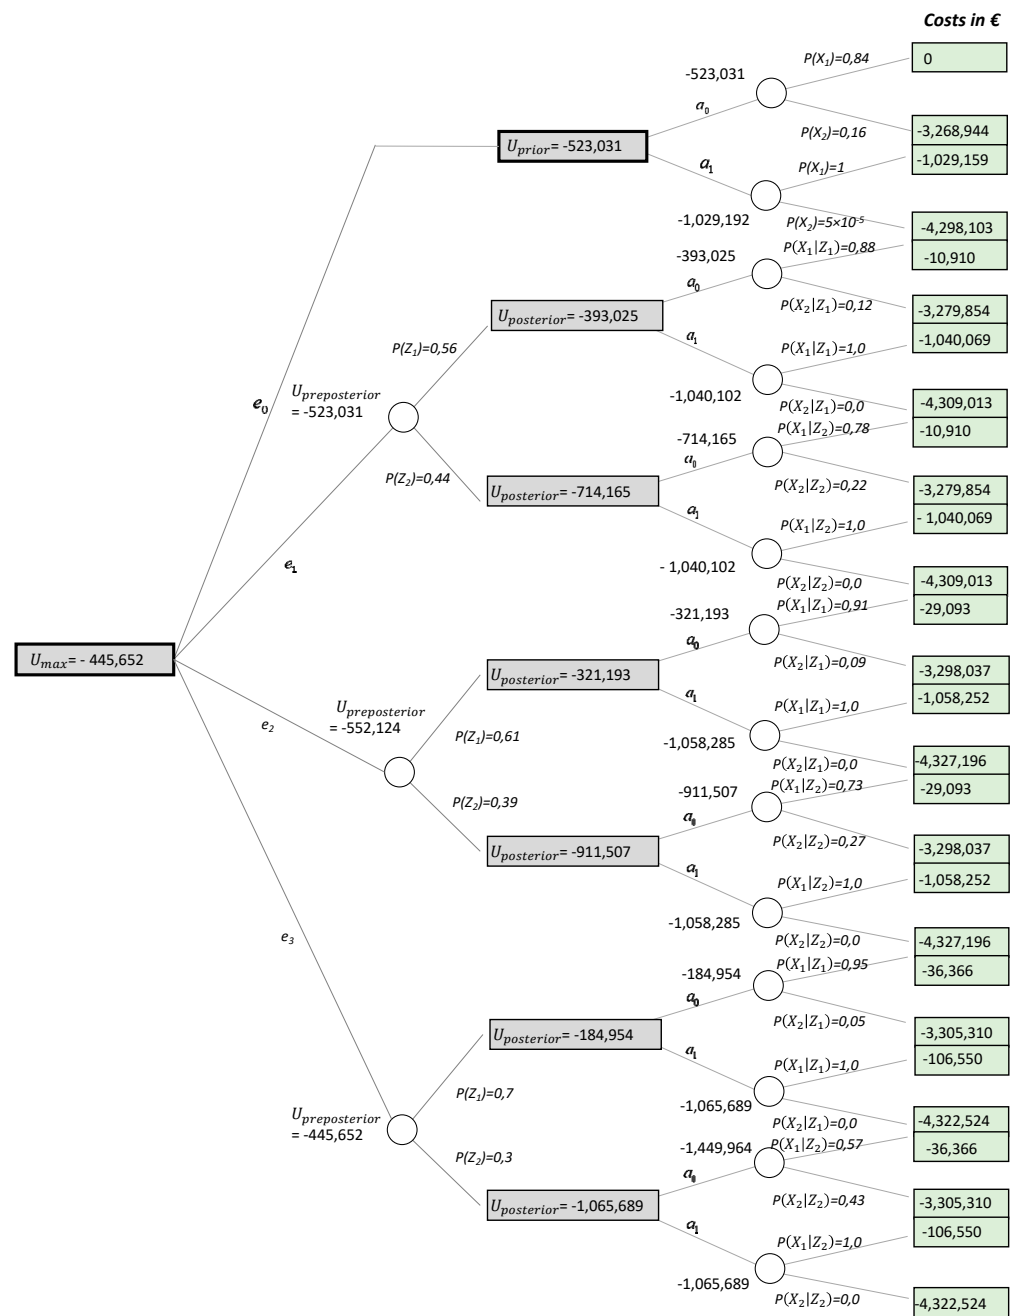 Costs in €
P(X₁)=0,84
0
-523,031
a₀
P(X₂)=0,16
-3,268,944
U_prior= -523,031
a₁
P(X₁)=1
-1,029,159
-1,029,192
P(X₂)=5×10⁻⁵
-4,298,103
-393,025
P(X₁|Z₁)=0,88
-10,910
a₀
P(X₂|Z₁)=0,12
-3,279,854
U_posterior= -393,025
a₁
P(X₁|Z₁)=1,0
-1,040,069
P(Z₁)=0,56
-1,040,102
P(X₂|Z₁)=0,0
-4,309,013
e₀
U_preposterior
= -523,031
-714,165
P(X₁|Z₂)=0,78
-10,910
a₀
P(Z₂)=0,44
P(X₂|Z₂)=0,22
-3,279,854
U_posterior= -714,165
a₁
P(X₁|Z₂)=1,0
- 1,040,069
e₁
- 1,040,102
P(X₂|Z₂)=0,0
-4,309,013
-321,193
P(X₁|Z₁)=0,91
-29,093
a₀
P(X₂|Z₁)=0,09
-3,298,037
U_max= - 445,652
U_posterior= -321,193
a₁
P(X₁|Z₁)=1,0
-1,058,252
e₂
U_preposterior
= -552,124
P(Z₁)=0,61
-1,058,285
P(X₂|Z₁)=0,0
-4,327,196
-911,507
P(X₁|Z₂)=0,73
-29,093
P(Z₂)=0,39
a₀
P(X₂|Z₂)=0,27
-3,298,037
U_posterior= -911,507
a₁
P(X₁|Z₂)=1,0
-1,058,252
e₃
-1,058,285
P(X₂|Z₂)=0,0
-4,327,196
-184,954
P(X₁|Z₁)=0,95
-36,366
a₀
P(X₂|Z₁)=0,05
-3,305,310
U_posterior= -184,954
a₁
P(X₁|Z₁)=1,0
-106,550
P(Z₁)=0,7
-1,065,689
P(X₂|Z₁)=0,0
-4,322,524
U_preposterior
= -445,652
-1,449,964
P(X₁|Z₂)=0,57
-36,366
P(Z₂)=0,3
a₀
P(X₂|Z₂)=0,43
-3,305,310
U_posterior= -1,065,689
a₁
P(X₁|Z₂)=1,0
-106,550
-1,065,689
P(X₂|Z₂)=0,0
-4,322,524